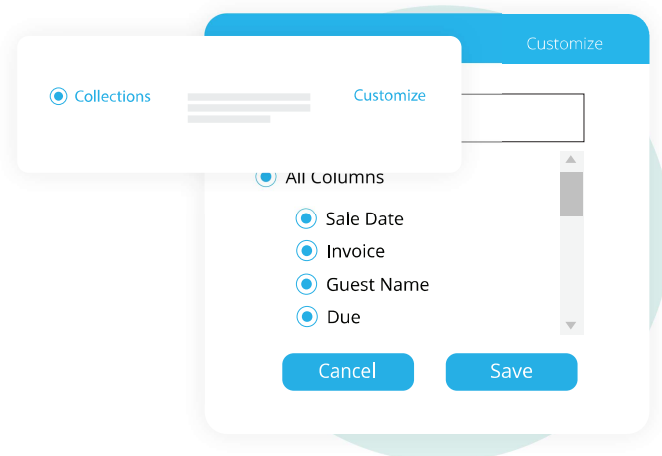 Customize
Collections
Customize
All Columns
Sale Date
Invoice
Guest Name
Due
Cancel
Save